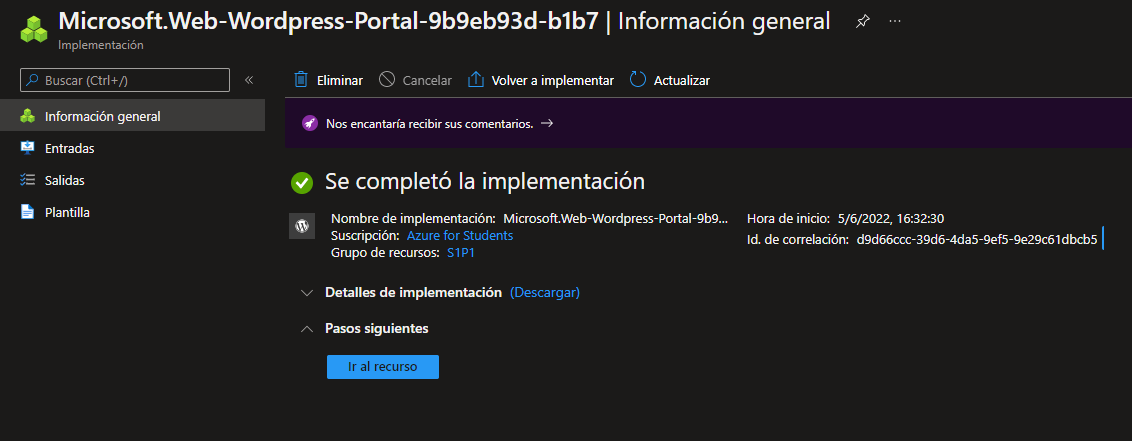 Microsoft.Web-Wordpress-Portal-9b9eb93d-b1b7 | Información general
Implementación
Buscar (Ctrl+/)
Eliminar Cancelar Volver a implementar Actualizar
Información general
Entradas
Salidas
Plantilla
Nos encantaría recibir sus comentarios. →
Se completó la implementación
Nombre de implementación: Microsoft.Web-Wordpress-Portal-9b9...
Suscripción: Azure for Students
Grupo de recursos: S1P1
Hora de inicio: 5/6/2022, 16:32:30
Id. de correlación: d9d66ccc-39d6-4da5-9ef5-9e29c61dbcb5
Detalles de implementación (Descargar)
Pasos siguientes
Ir al recurso